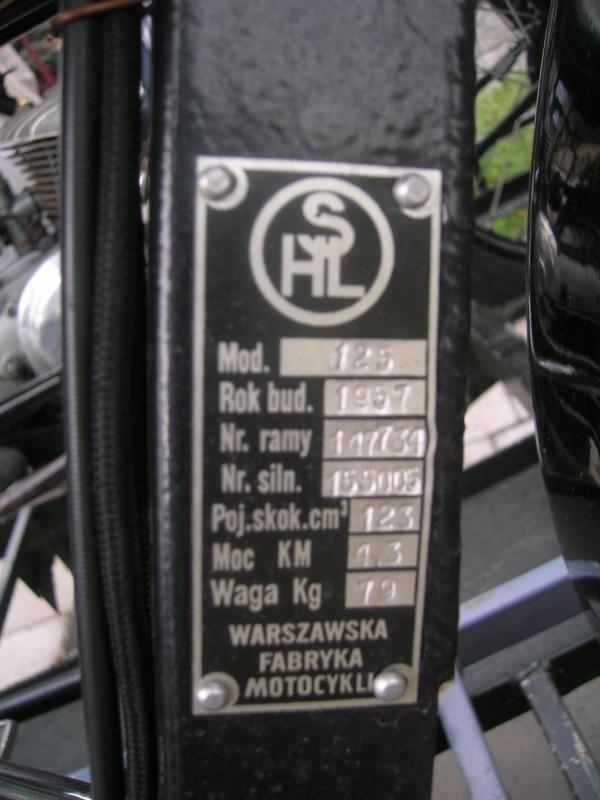 SHL
Mod. 125
Rok bud. 1957
Nr. ramy 147734
Nr. siln. 155005
Poj.skok.cm³ 123
Moc KM 4,3
Waga Kg 79
WARSZAWSKA
FABRYKA
MOTOCYKLI